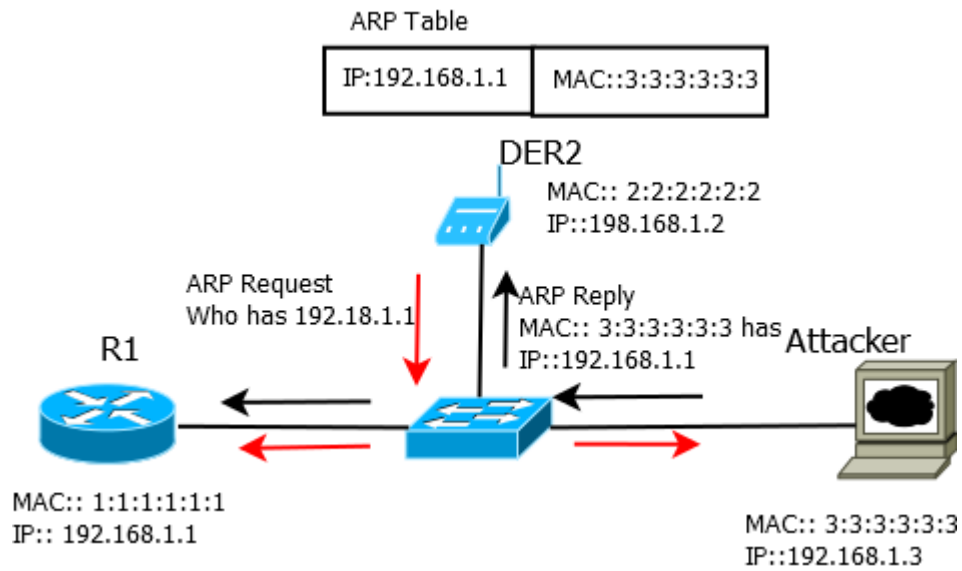 ARP Table
IP:192.168.1.1 MAC::3:3:3:3:3:3
DER2
MAC:: 2:2:2:2:2:2
IP::198.168.1.2
ARP Request
Who has 192.18.1.1
ARP Reply
MAC:: 3:3:3:3:3:3 has
IP::192.168.1.1
R1
Attacker
MAC:: 1:1:1:1:1:1
IP:: 192.168.1.1
MAC:: 3:3:3:3:3:3
IP::192.168.1.3